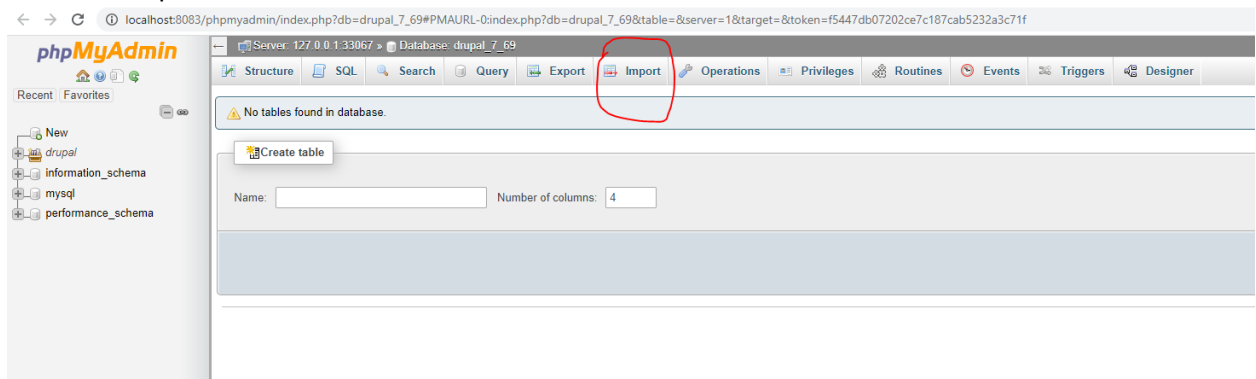 localhost:8083/phpmyadmin/index.php?db=drupal_7_69#PMAURL-0:index.php?db=drupal_7_69&table=&server=1&target=&token=f5447db07202ce7c187cab5232a3c71f
phpMyAdmin
Recent Favorites
New
drupal
information_schema
mysql
performance_schema
Server: 127.0.0.1:33067 » Database: drupal_7_69
Structure SQL Search Query Export Import Operations Privileges Routines Events Triggers Designer
No tables found in database.
Create table
Name: Number of columns: 4